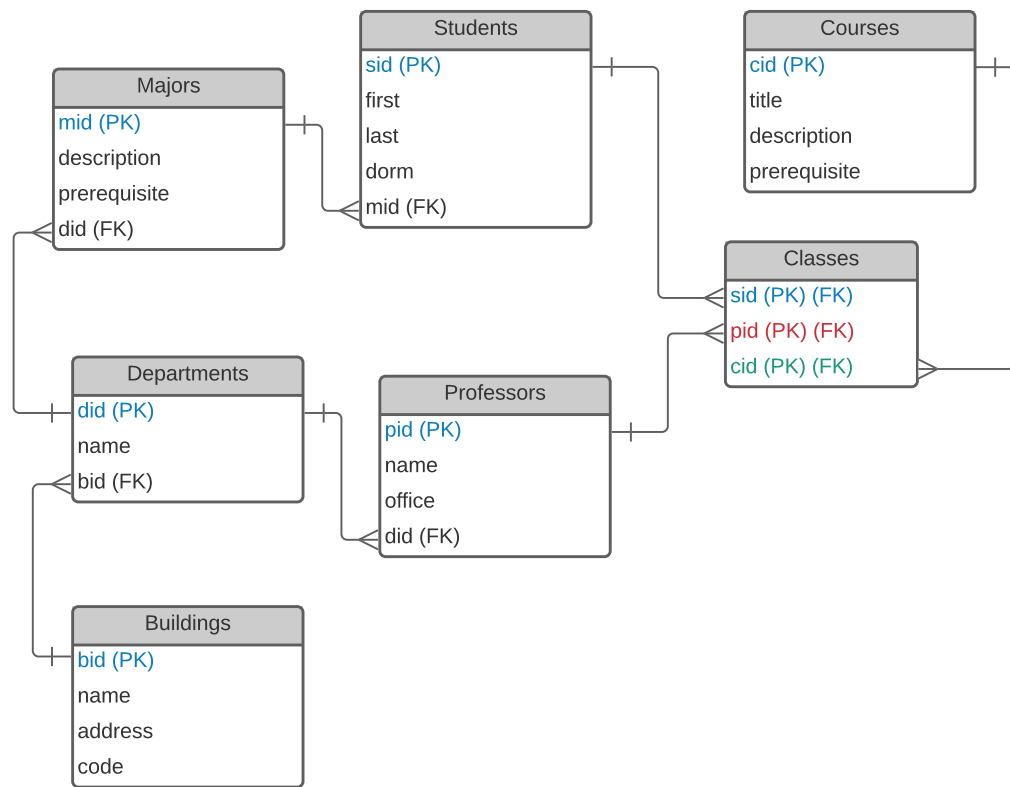 Students
sid (PK)
first
last
dorm
mid (FK)
Courses
cid (PK)
title
description
prerequisite
Majors
mid (PK)
description
prerequisite
did (FK)
Classes
sid (PK) (FK)
pid (PK) (FK)
cid (PK) (FK)
Departments
did (PK)
name
bid (FK)
Professors
pid (PK)
name
office
did (FK)
Buildings
bid (PK)
name
address
code